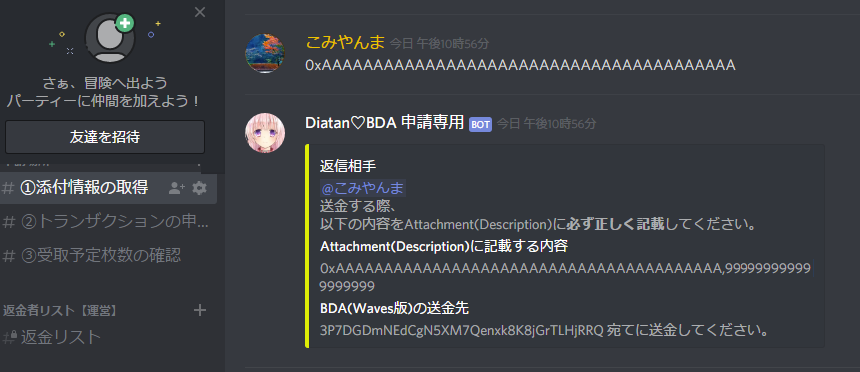 さぁ、冒険へ出よう
パーティーに仲間を加えよう！
友達を招待
# ①添付情報の取得
# ②トランザクションの申...
# ③受取予定枚数の確認
返金者リスト【運営】
返金リスト
こみやんま 今日 午後10時56分
0xAAAAAAAAAAAAAAAAAAAAAAAAAAAAAAAAAAAAAAAA
Diatan♡BDA 申請専用 BOT 今日 午後10時56分
返信相手
@こみやんま
送金する際、
以下の内容をAttachment(Description)に必ず正しく記載してください。
Attachment(Description)に記載する内容
0xAAAAAAAAAAAAAAAAAAAAAAAAAAAAAAAAAAAAAAAA,99999999999
9999999
BDA(Waves版)の送金先
3P7DGDmNEdCgN5XM7Qenxk8K8jGrTLHjRRQ 宛てに送金してください。